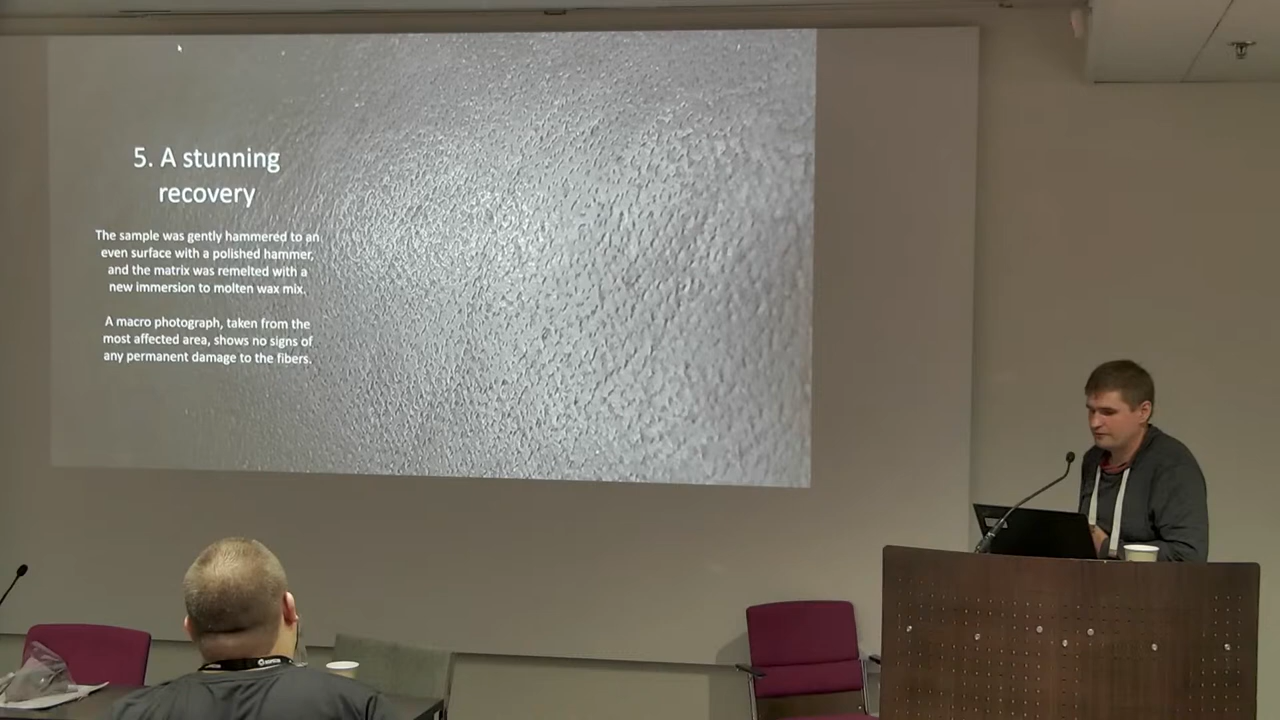 5. A stunning
recovery
The sample was gently hammered to an
even surface with a polished hammer,
and the matrix was remelted with a
new immersion to molten wax mix.
A macro photograph, taken from the
most affected area, shows no signs of
any permanent damage to the fibers.